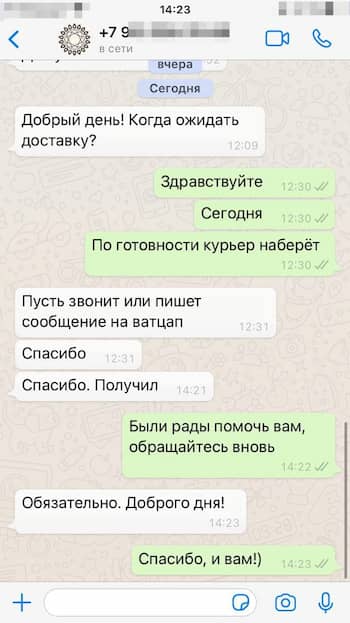 14:23
+7 9
в сети
вчера
Сегодня
Добрый день! Когда ожидать
доставку?
12:09
Здравствуйте
12:30
Сегодня
12:30
По готовности курьер наберёт
12:30
Пусть звонит или пишет
сообщение на ватцап
12:31
Спасибо
12:31
Спасибо. Получил
14:21
Были рады помочь вам,
обращайтесь вновь
14:22
Обязательно. Доброго дня!
14:23
Спасибо, и вам!)
14:23